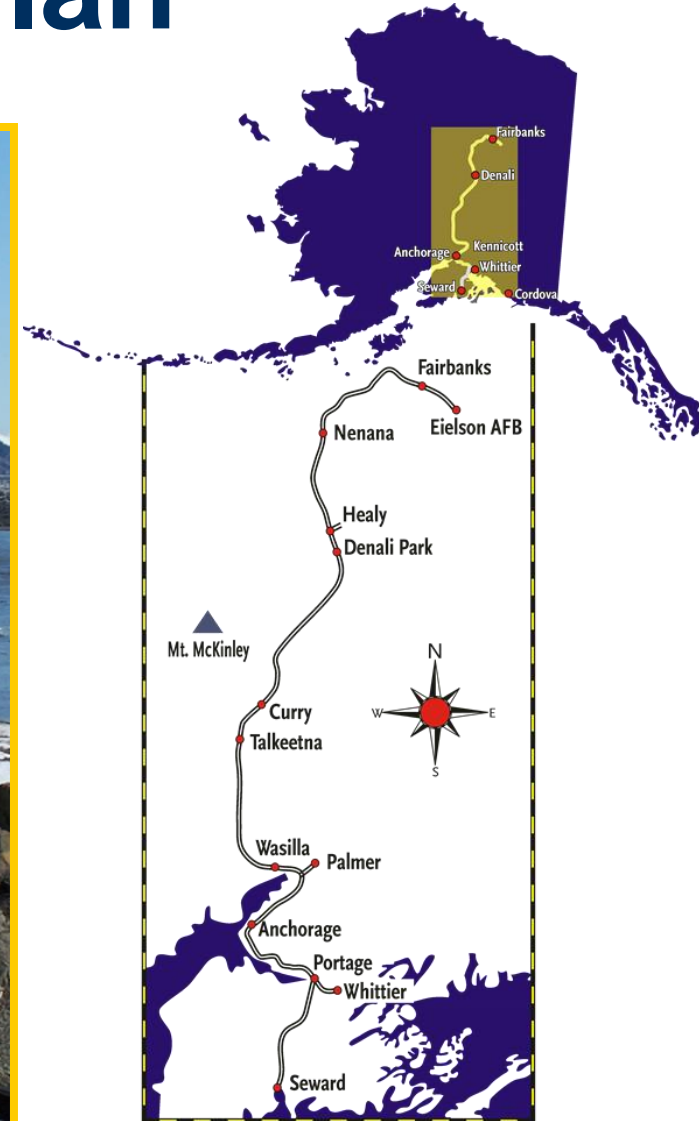 Fairbanks
Denali
Kennicott
Anchorage
Whittier
Seward
Cordova
Fairbanks
Eielson AFB
Nenana
Healy
Denali Park
Mt. McKinley
N
W
E
S
Curry
Talkeetna
Wasilla
Palmer
Anchorage
Portage
Whittier
Seward